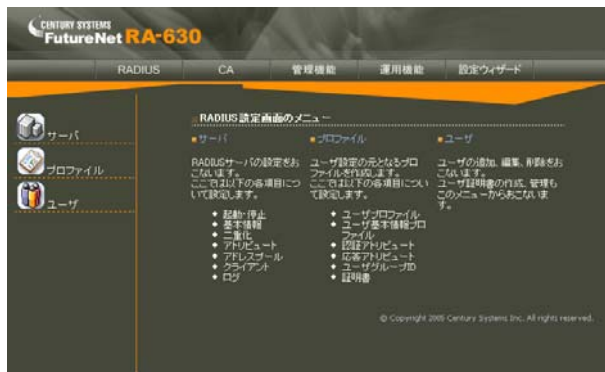 CENTURY SYSTEMS
FutureNet RA-630
RADIUS CA 管理機能 運用機能 設定ウィザード
サーバ
プロファイル
ユーザ
RADIUS設定画面のメニュー
サーバ
RADIUSサーバの設定をお
こないます。
ここでは以下の各項目につ
いて設定します。
起動・停止
基本情報
二重化
アトリビュート
アドレスプール
クライアント
ログ
プロファイル
ユーザ設定の元となるプロ
ファイルを作成します。
ここでは以下の各項目につい
て設定します。
ユーザプロファイル
ユーザ基本情報プロ
ファイル
認証アトリビュート
応答アトリビュート
ユーザグループID
証明書
ユーザ
ユーザの追加、編集、削除をお
こないます。
ユーザ証明書の作成、管理も
このメニューからおこないま
す。
© Copyright 2005 Century Systems Inc. All rights reserved.